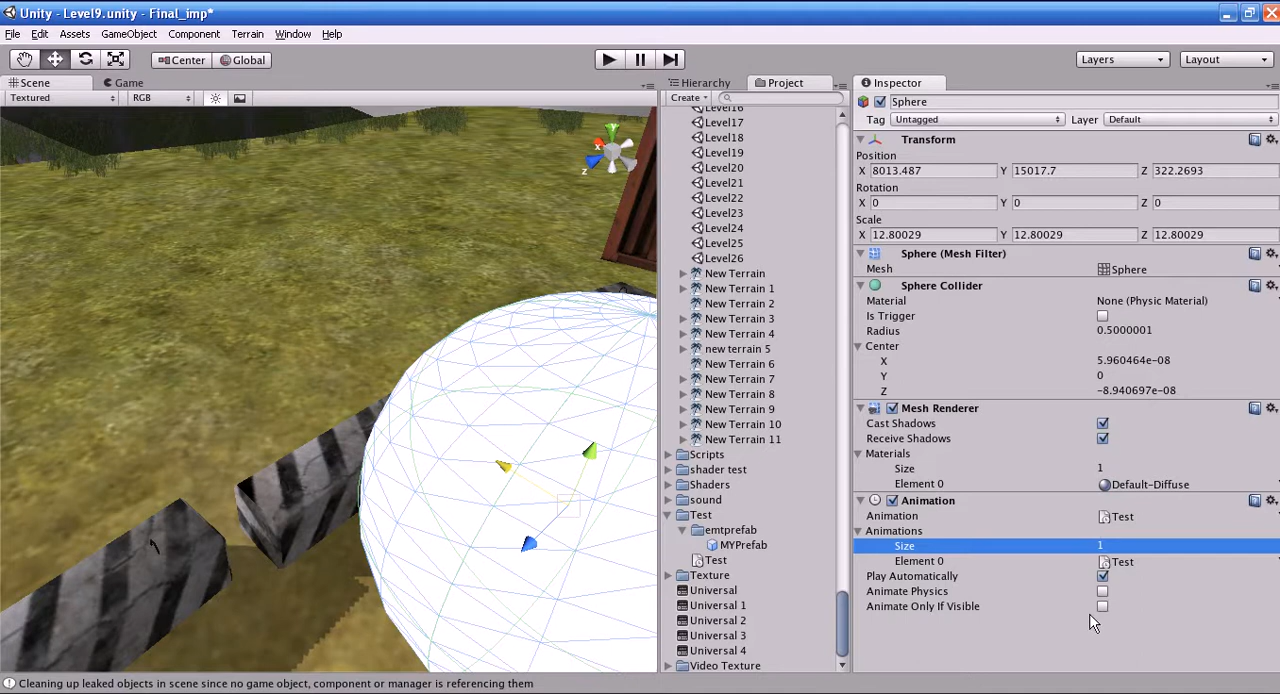 Unity - Level9.unity - Final_imp*
File Edit Assets GameObject Component Terrain Window Help
Center Global Layers Layout
Scene Game Hierarchy Project Inspector
Textured RGB Create Sphere
Tag Untagged Layer Default
Level16
Level17
Level18
Level19
Level20
Level21
Level22
Level23
Level24
Level25
Level26
New Terrain
New Terrain 1
New Terrain 2
New Terrain 3
New Terrain 4
new terrain 5
New Terrain 6
New Terrain 7
New Terrain 8
New Terrain 9
New Terrain 10
New Terrain 11
Scripts
shader test
Shaders
sound
Test
emtprefab
MYPrefab
Test
Texture
Universal
Universal 1
Universal 2
Universal 3
Universal 4
Video Texture
Transform
Position
X 8013.487 Y 15017.7 Z 322.2693
Rotation
X 0 Y 0 Z 0
Scale
X 12.80029 Y 12.80029 Z 12.80029
Sphere (Mesh Filter)
Mesh Sphere
Sphere Collider
Material None (Physic Material)
Is Trigger
Radius 0.5000001
Center
X 5.960464e-08
Y 0
Z -8.940697e-08
Mesh Renderer
Cast Shadows
Receive Shadows
Materials
Size 1
Element 0 Default-Diffuse
Animation
Animation Test
Animations
Size 1
Element 0 Test
Play Automatically
Animate Physics
Animate Only If Visible
x
z
Cleaning up leaked objects in scene since no game object, component or manager is referencing them